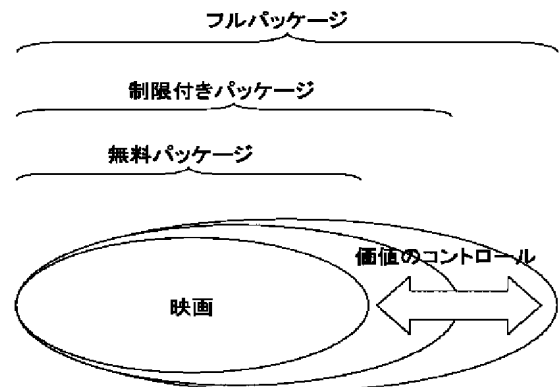 フルパッケージ
制限付きパッケージ
無料パッケージ
価値のコントロール
映画